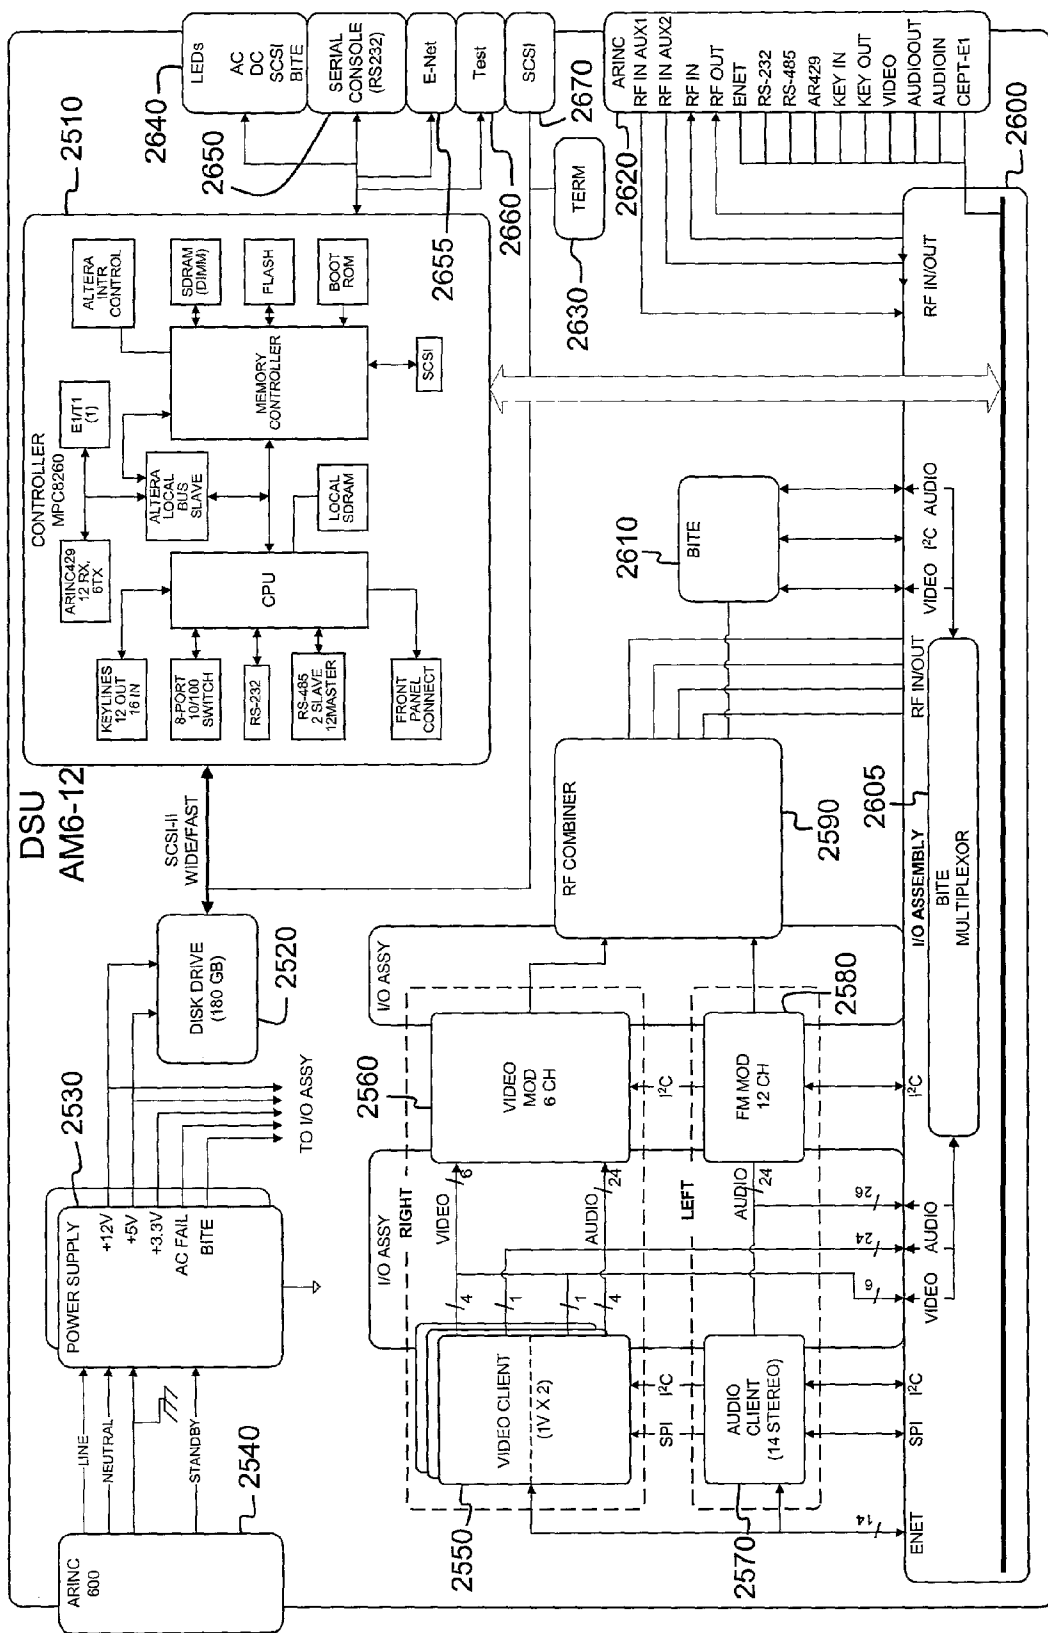 DSU
AM6-12
ARINC
600
2540
LINE
NEUTRAL
STANDBY
POWER SUPPLY
2530
+12V
+5V
+3.3V
AC FAIL
BITE
TO I/O ASSY
DISK DRIVE
(180 GB)
2520
SCSI-II
WIDE/FAST
CONTROLLER
MPC8260
2510
KEYLINES
12 OUT
16 IN
8-PORT
10/100
SWITCH
RS-232
RS-485
2 SLAVE
12MASTER
FRONT
PANEL
CONNECT
ARINC429
12 RX,
6TX
E1/T1
(1)
ALTERA
LOCAL
BUS
SLAVE
CPU
LOCAL
SDRAM
ALTERA
INTR
CONTROL
SDRAM
(DIMM)
FLASH
BOOT
ROM
MEMORY
CONTROLLER
SCSI
2640
LEDs
AC
DC
SCSI
BITE
2650
SERIAL
CONSOLE
(RS232)
2655
E-Net
2660
Test
2670
SCSI
2630
TERM
2620
ARINC
RF IN AUX1
RF IN AUX2
RF IN
RF OUT
ENET
RS-232
RS-485
AR429
KEY IN
KEY OUT
VIDEO
AUDIOOUT
AUDIOIN
CEPT-E1
2600
I/O ASSY
RIGHT
I/O ASSY
2550
VIDEO CLIENT
(1V X 2)
4
1
1
4
VIDEO
6
AUDIO
24
2560
VIDEO
MOD
6 CH
SPI
I²C
I²C
LEFT
2570
AUDIO
CLIENT
(14 STEREO)
AUDIO
24
FM MOD
12 CH
2580
RF COMBINER
2590
2610
BITE
14
ENET
SPI
I²C
6
24
26
VIDEO
AUDIO
I²C
RF IN/OUT
VIDEO
I²C
AUDIO
RF IN/OUT
I/O ASSEMBLY
2605
BITE
MULTIPLEXOR